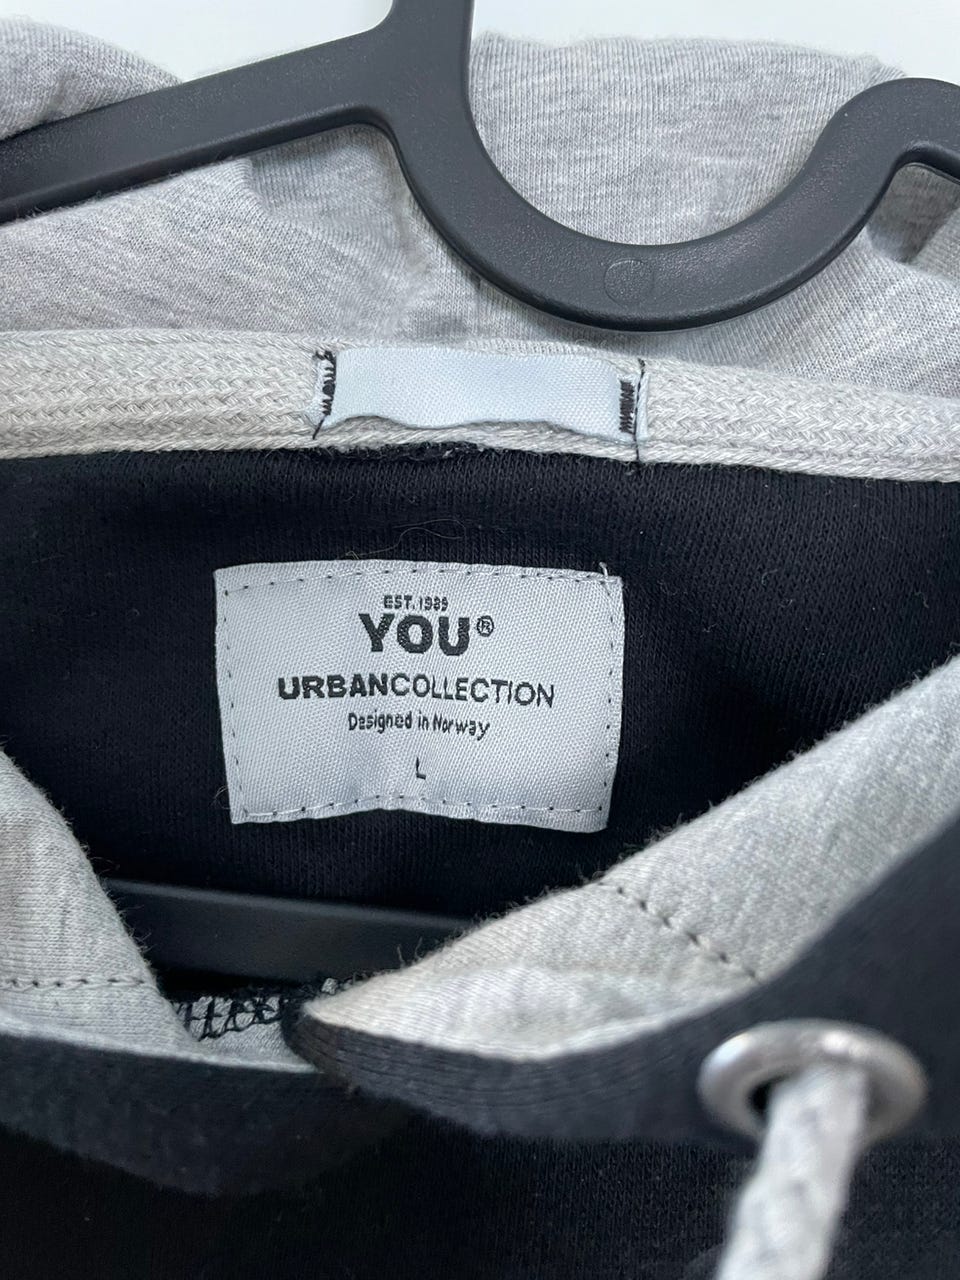 EST. 1989
YOU®
URBANCOLLECTION
Designed in Norway
L